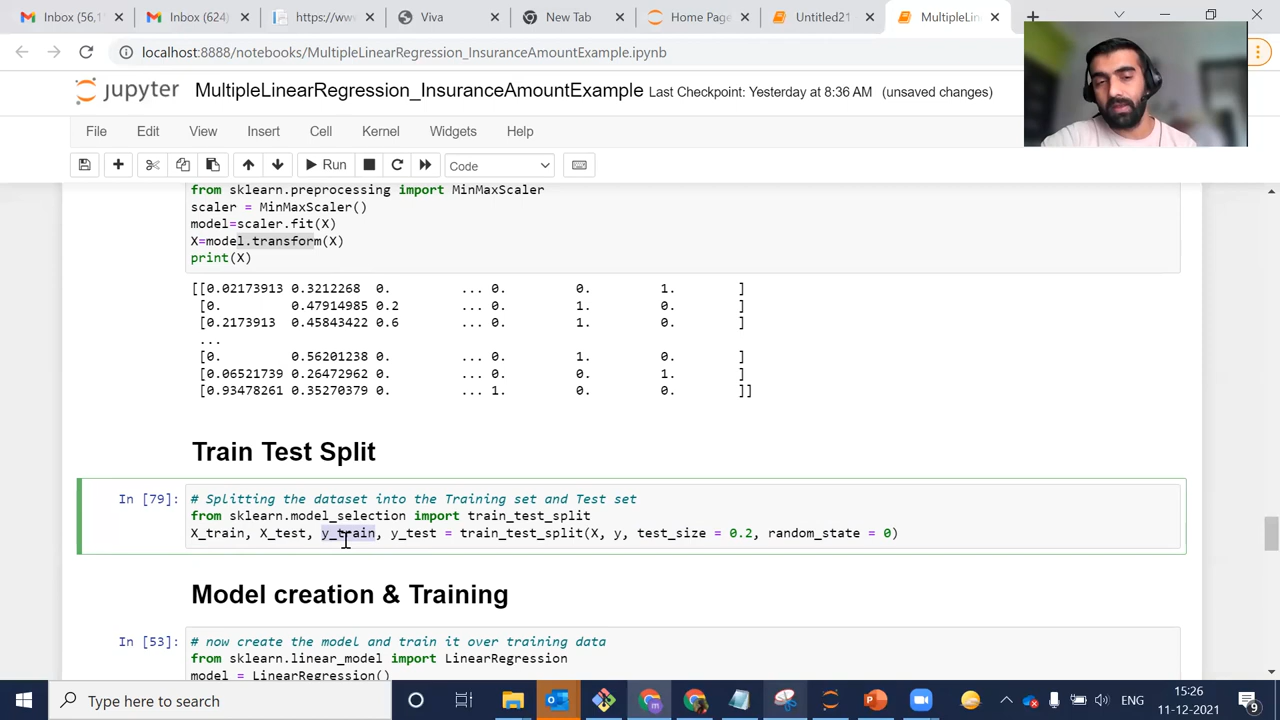 Inbox (56,1
Inbox (624)
https://www
Viva
New Tab
Home Page
Untitled21
MultipleLin
localhost:8888/notebooks/MultipleLinearRegression_InsuranceAmountExample.ipynb
jupyter MultipleLinearRegression_InsuranceAmountExample Last Checkpoint: Yesterday at 8:36 AM (unsaved changes)
File Edit View Insert Cell Kernel Widgets Help
Run Code
from sklearn.preprocessing import MinMaxScaler
scaler = MinMaxScaler()
model=scaler.fit(X)
X=model.transform(X)
print(X)
[[0.02173913 0.3212268 0. ... 0. 0. 1. ]
[0. 0.47914985 0.2 ... 0. 1. 0. ]
[0.2173913 0.45843422 0.6 ... 0. 1. 0. ]
...
[0. 0.56201238 0. ... 0. 1. 0. ]
[0.06521739 0.26472962 0. ... 0. 0. 1. ]
[0.93478261 0.35270379 0. ... 1. 0. 0. ]]
Train Test Split
In [79]: # Splitting the dataset into the Training set and Test set
from sklearn.model_selection import train_test_split
X_train, X_test, y_train, y_test = train_test_split(X, y, test_size = 0.2, random_state = 0)
Model creation & Training
In [53]: # now create the model and train it over training data
from sklearn.linear_model import LinearRegression
model = LinearRegression()
Type here to search
ENG
15:26
11-12-2021
9